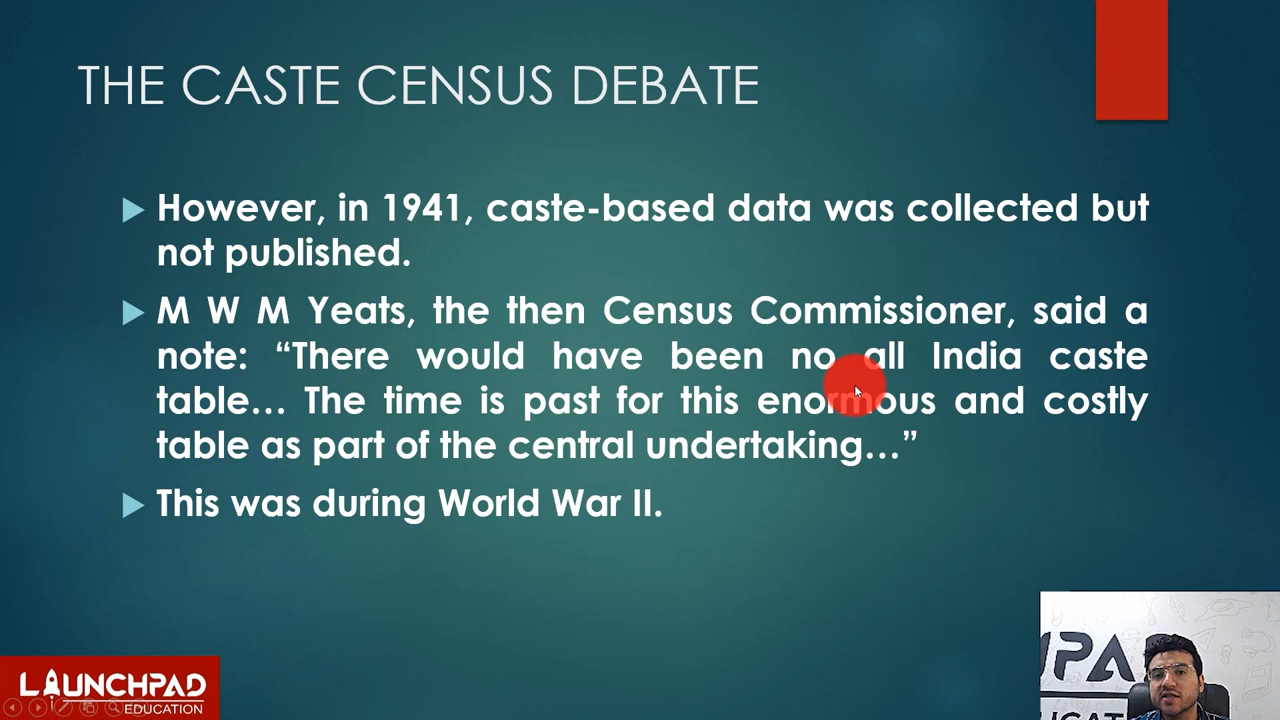 THE CASTE CENSUS DEBATE
However, in 1941, caste-based data was collected but
not published.
M W M Yeats, the then Census Commissioner, said a
note: “There would have been no all India caste
table... The time is past for this enormous and costly
table as part of the central undertaking...”
This was during World War II.
LAUNCHPAD
EDUCATION